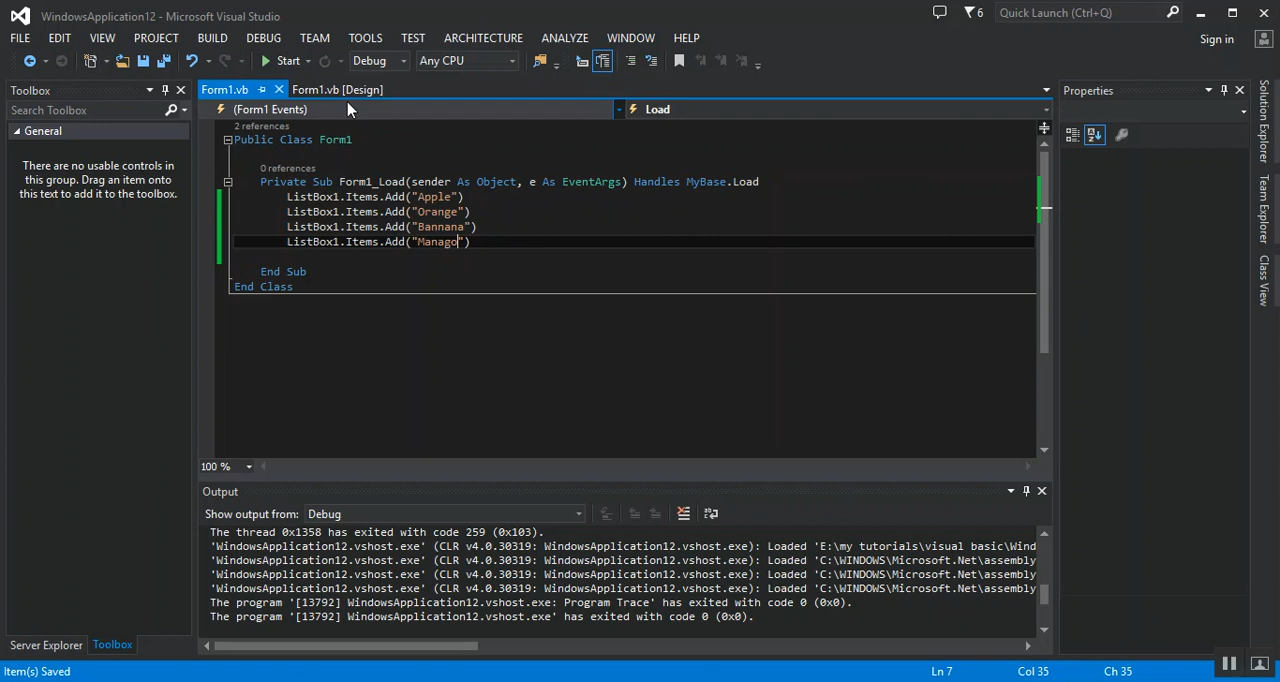 WindowsApplication12 - Microsoft Visual Studio
6
Quick Launch (Ctrl+Q)
FILE EDIT VIEW PROJECT BUILD DEBUG TEAM TOOLS TEST ARCHITECTURE ANALYZE WINDOW HELP
Sign in
Start Debug Any CPU
Toolbox
Search Toolbox
General
There are no usable controls in
this group. Drag an item onto
this text to add it to the toolbox.
Server Explorer Toolbox
Form1.vb Form1.vb [Design]
(Form1 Events) Load
2 references
Public Class Form1
0 references
Private Sub Form1_Load(sender As Object, e As EventArgs) Handles MyBase.Load
ListBox1.Items.Add("Apple")
ListBox1.Items.Add("Orange")
ListBox1.Items.Add("Bannana")
ListBox1.Items.Add("Manago")
End Sub
End Class
100 %
Output
Show output from: Debug
The thread 0x1358 has exited with code 259 (0x103).
'WindowsApplication12.vshost.exe' (CLR v4.0.30319: WindowsApplication12.vshost.exe): Loaded 'E:\my tutorials\visual basic\Wind
'WindowsApplication12.vshost.exe' (CLR v4.0.30319: WindowsApplication12.vshost.exe): Loaded 'C:\WINDOWS\Microsoft.Net\assembly
'WindowsApplication12.vshost.exe' (CLR v4.0.30319: WindowsApplication12.vshost.exe): Loaded 'C:\WINDOWS\Microsoft.Net\assembly
'WindowsApplication12.vshost.exe' (CLR v4.0.30319: WindowsApplication12.vshost.exe): Loaded 'C:\WINDOWS\Microsoft.Net\assembly
The program '[13792] WindowsApplication12.vshost.exe: Program Trace' has exited with code 0 (0x0).
The program '[13792] WindowsApplication12.vshost.exe' has exited with code 0 (0x0).
Properties
Solution Explorer
Team Explorer
Class View
Item(s) Saved
Ln 7 Col 35 Ch 35